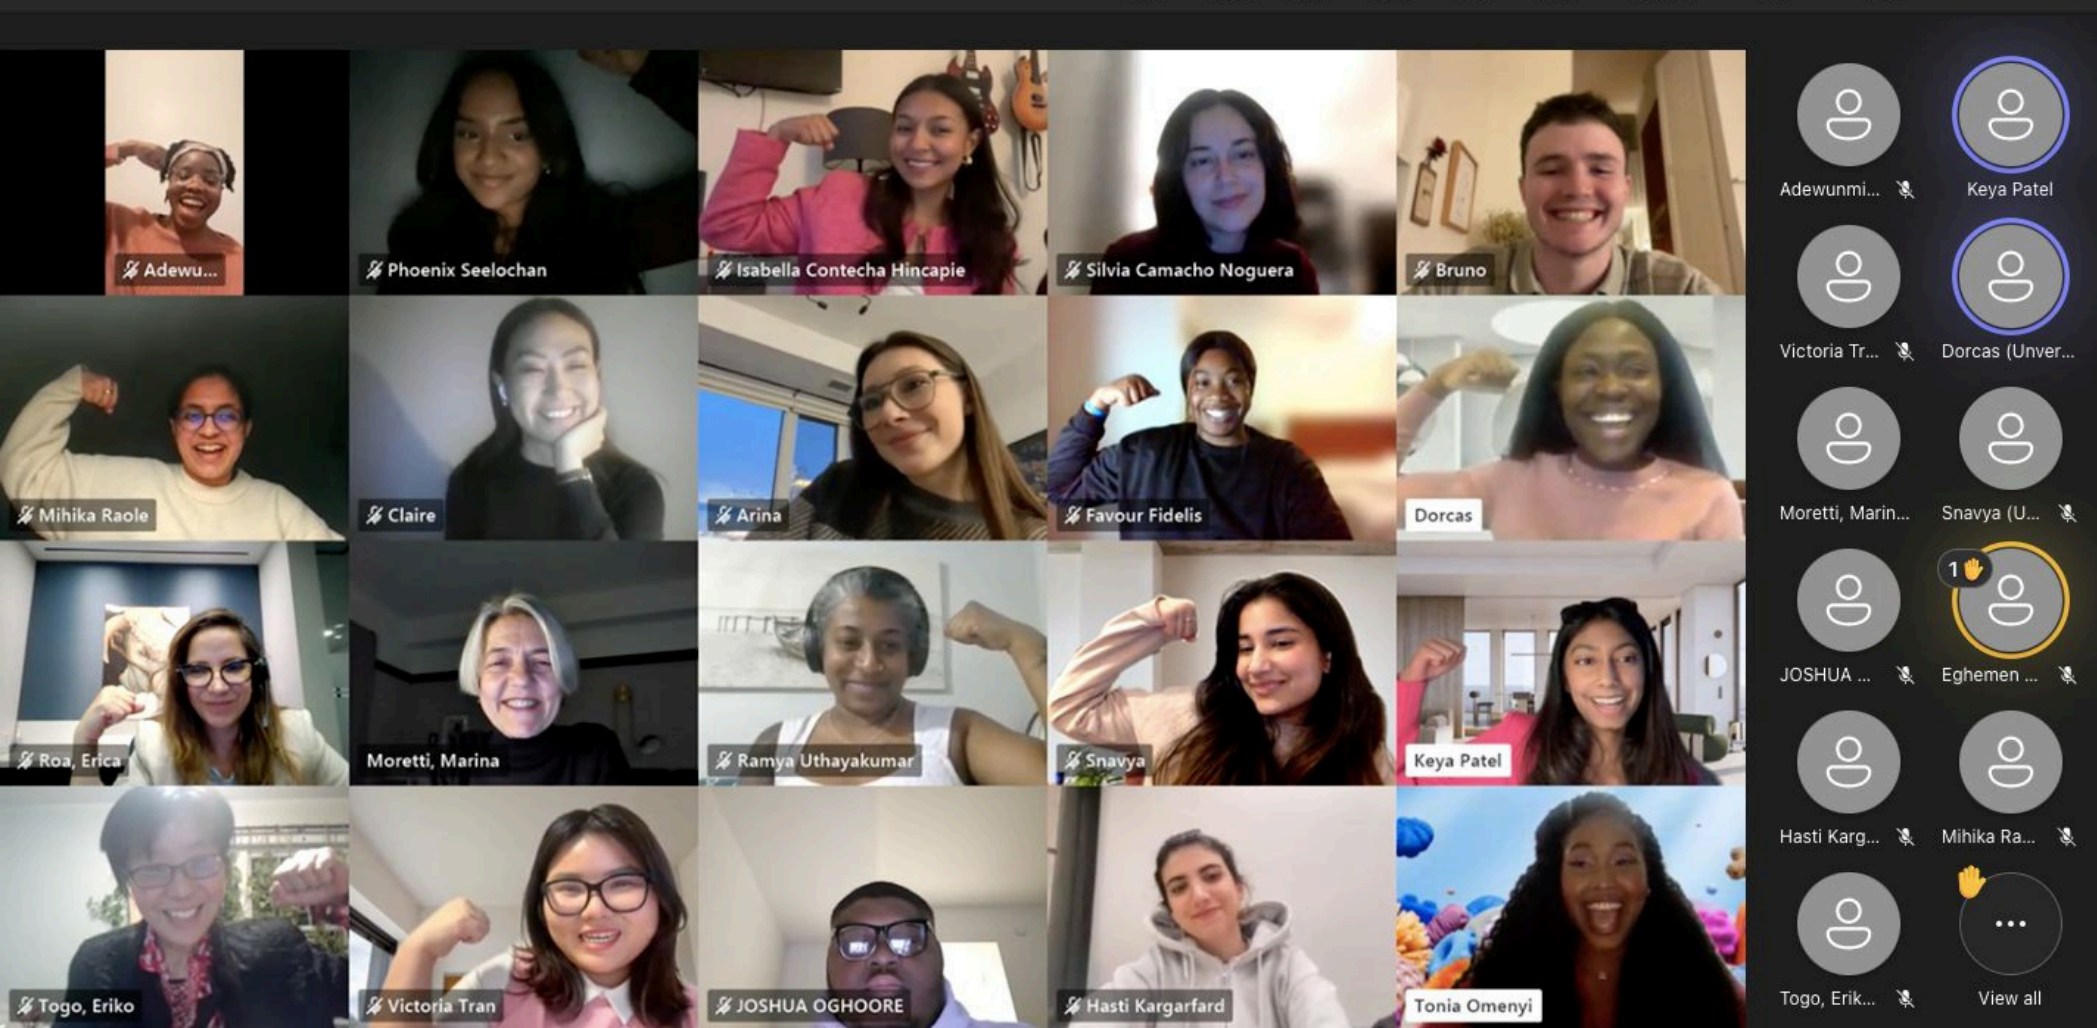 Adewu...
Phoenix Seelochan
Isabella Contecha Hincapie
Silvia Camacho Noguera
Bruno
Mihika Raole
Claire
Arina
Favour Fidelis
Dorcas
Roa, Erica
Moretti, Marina
Ramya Uthayakumar
Snavya
Keya Patel
Togo, Eriko
Victoria Tran
JOSHUA OGHOORE
Hasti Kargarfard
Tonia Omenyi
Adewunmi...
Keya Patel
Victoria Tr...
Dorcas (Unver...
Moretti, Marin...
Snavya (U...
1
JOSHUA ...
Eghemen ...
Hasti Karg...
Mihika Ra...
Togo, Erik...
View all